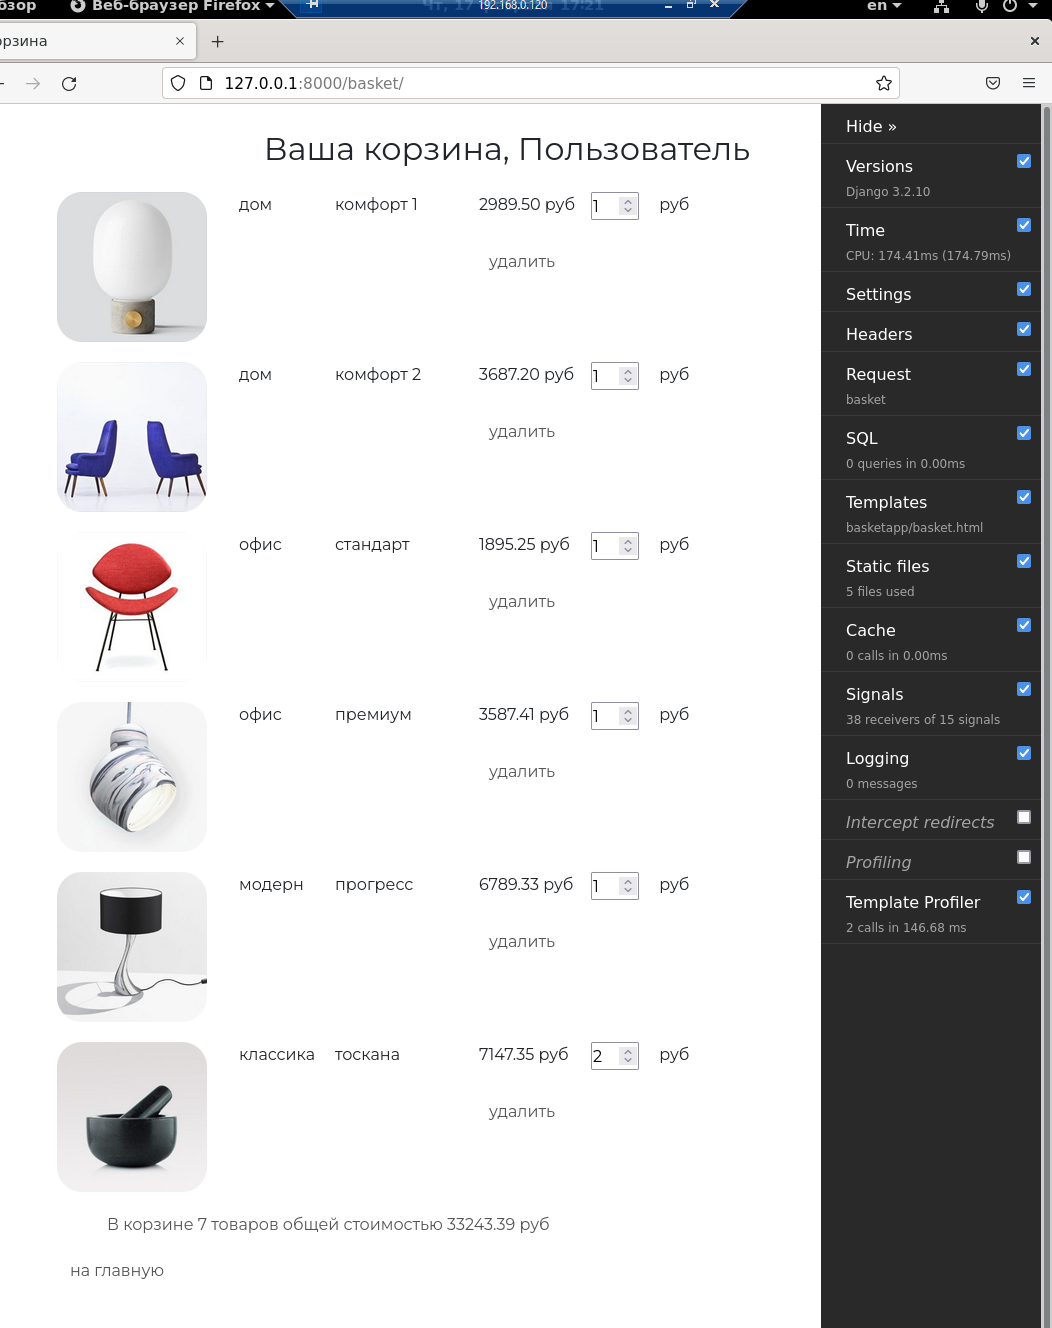 Веб-браузер Firefox
192.168.0.120
17:21
en
127.0.0.1:8000/basket/
Ваша корзина, Пользователь
дом комфорт 1 2989.50 руб 1 руб
удалить
дом комфорт 2 3687.20 руб 1 руб
удалить
офис стандарт 1895.25 руб 1 руб
удалить
офис премиум 3587.41 руб 1 руб
удалить
модерн прогресс 6789.33 руб 1 руб
удалить
классика тоскана 7147.35 руб 2 руб
удалить
В корзине 7 товаров общей стоимостью 33243.39 руб
на главную
Hide »
Versions
Django 3.2.10
Time
CPU: 174.41ms (174.79ms)
Settings
Headers
Request
basket
SQL
0 queries in 0.00ms
Templates
basketapp/basket.html
Static files
5 files used
Cache
0 calls in 0.00ms
Signals
38 receivers of 15 signals
Logging
0 messages
Intercept redirects
Profiling
Template Profiler
2 calls in 146.68 ms